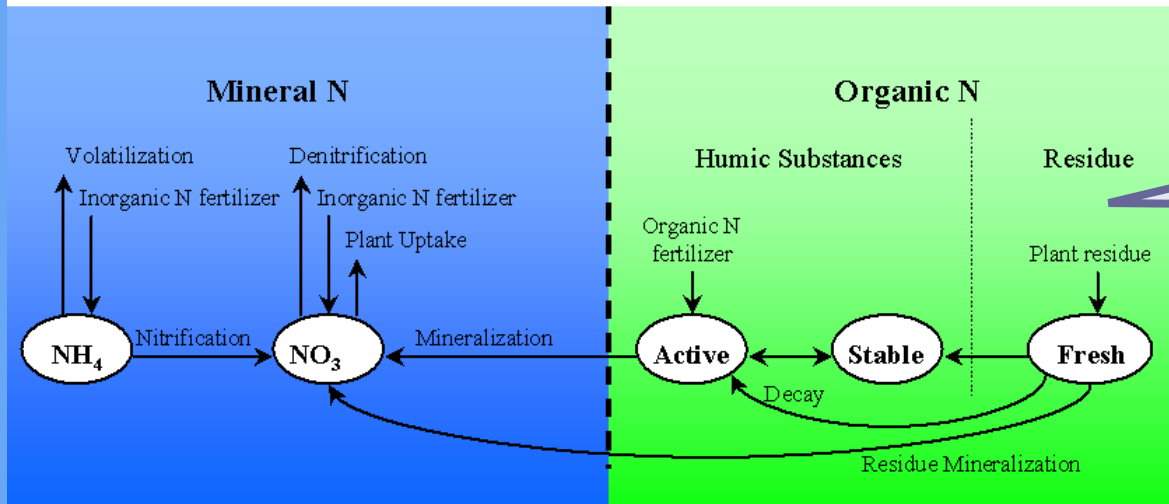 Mineral N
Organic N
Volatilization
Denitrification
Humic Substances
Residue
Inorganic N fertilizer
Inorganic N fertilizer
Plant Uptake
Organic N
fertilizer
Plant residue
NH₄
Nitrification
NO₃
Mineralization
Active
Stable
Fresh
Decay
Residue Mineralization